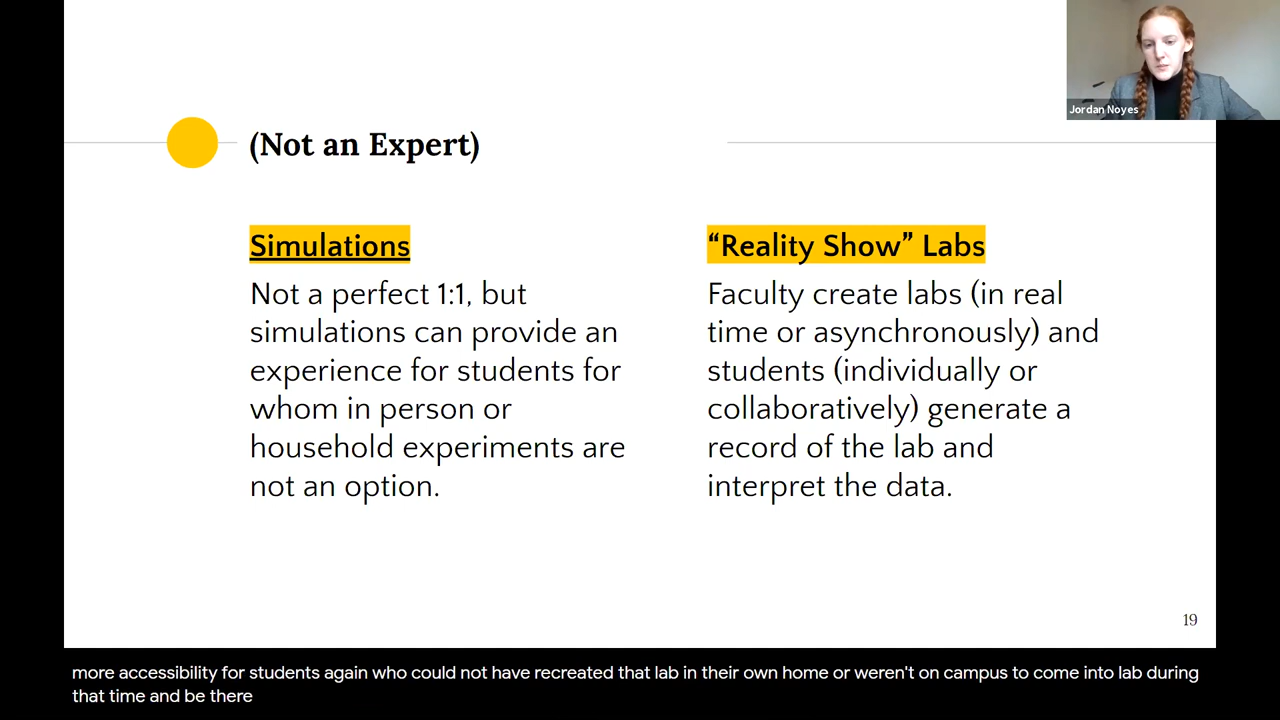 Jordan Noyes
(Not an Expert)
Simulations
Not a perfect 1:1, but
simulations can provide an
experience for students for
whom in person or
household experiments are
not an option.
“Reality Show” Labs
Faculty create labs (in real
time or asynchronously) and
students (individually or
collaboratively) generate a
record of the lab and
interpret the data.
19
more accessibility for students again who could not have recreated that lab in their own home or weren't on campus to come into lab during
that time and be there